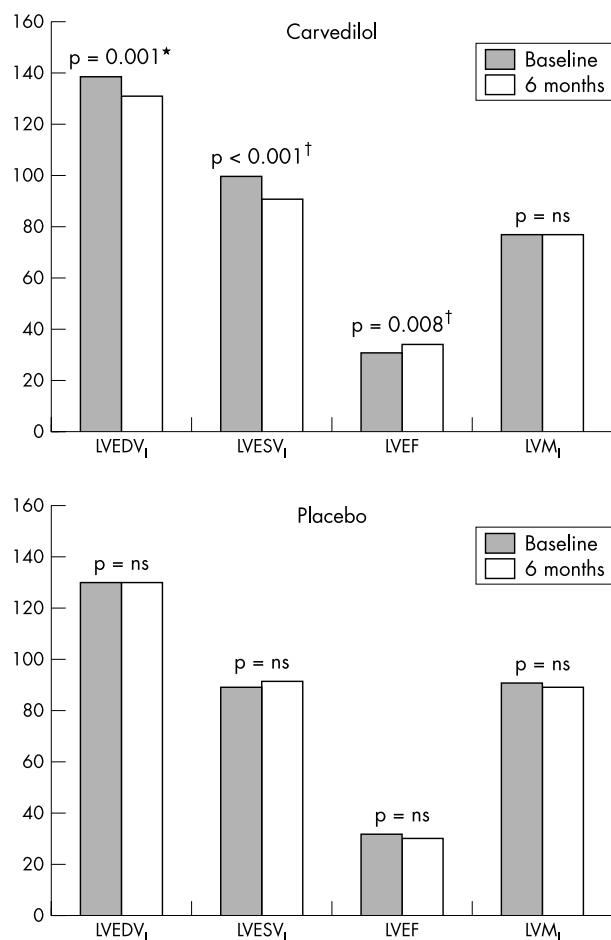 Carvedilol
Baseline
6 months
160
140
120
100
80
60
40
20
0
p = 0.001★
p < 0.001†
p = 0.008†
p = ns
LVEDVI
LVESVI
LVEF
LVMI
Placebo
Baseline
6 months
160
140
120
100
80
60
40
20
0
p = ns
p = ns
p = ns
p = ns
LVEDVI
LVESVI
LVEF
LVMI